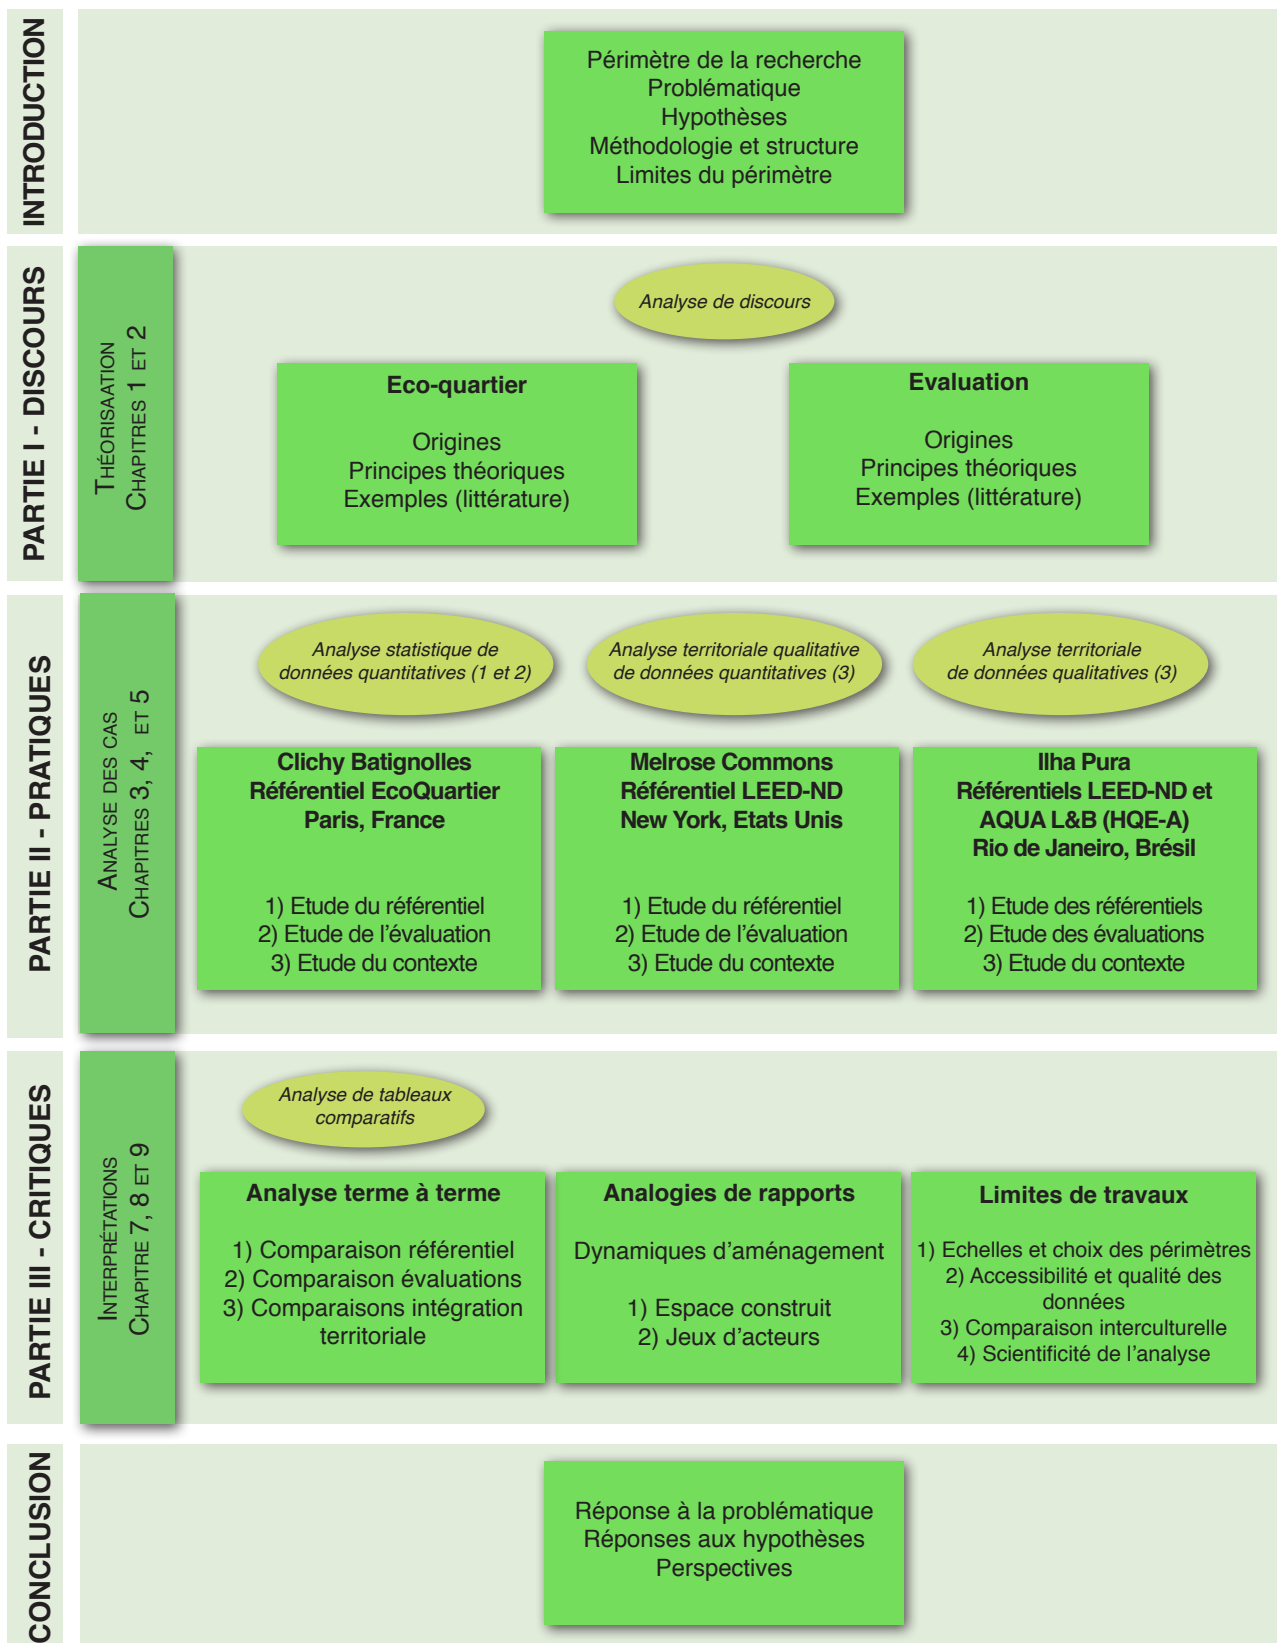 INTRODUCTION
Périmètre de la recherche
Problématique
Hypothèses
Méthodologie et structure
Limites du périmètre
PARTIE I - DISCOURS
THÉORISAATION
CHAPITRES 1 ET 2
Analyse de discours
Eco-quartier
Origines
Principes théoriques
Exemples (littérature)
Evaluation
Origines
Principes théoriques
Exemples (littérature)
PARTIE II - PRATIQUES
ANALYSE DES CAS
CHAPITRES 3, 4, ET 5
Analyse statistique de
données quantitatives (1 et 2)
Analyse territoriale qualitative
de données quantitatives (3)
Analyse territoriale
de données qualitatives (3)
Clichy Batignolles
Référentiel EcoQuartier
Paris, France
1) Etude du référentiel
2) Etude de l’évaluation
3) Etude du contexte
Melrose Commons
Référentiel LEED-ND
New York, Etats Unis
1) Etude du référentiel
2) Etude de l’évaluation
3) Etude du contexte
Ilha Pura
Référentiels LEED-ND et
AQUA L&B (HQE-A)
Rio de Janeiro, Brésil
1) Etude des référentiels
2) Etude des évaluations
3) Etude du contexte
PARTIE III - CRITIQUES
INTERPRÉTATIONS
CHAPITRE 7, 8 ET 9
Analyse de tableaux
comparatifs
Analyse terme à terme
1) Comparaison référentiel
2) Comparaison évaluations
3) Comparaisons intégration
territoriale
Analogies de rapports
Dynamiques d’aménagement
1) Espace construit
2) Jeux d’acteurs
Limites de travaux
1) Echelles et choix des périmètres
2) Accessibilité et qualité des
données
3) Comparaison interculturelle
4) Scientificité de l’analyse
CONCLUSION
Réponse à la problématique
Réponses aux hypothèses
Perspectives